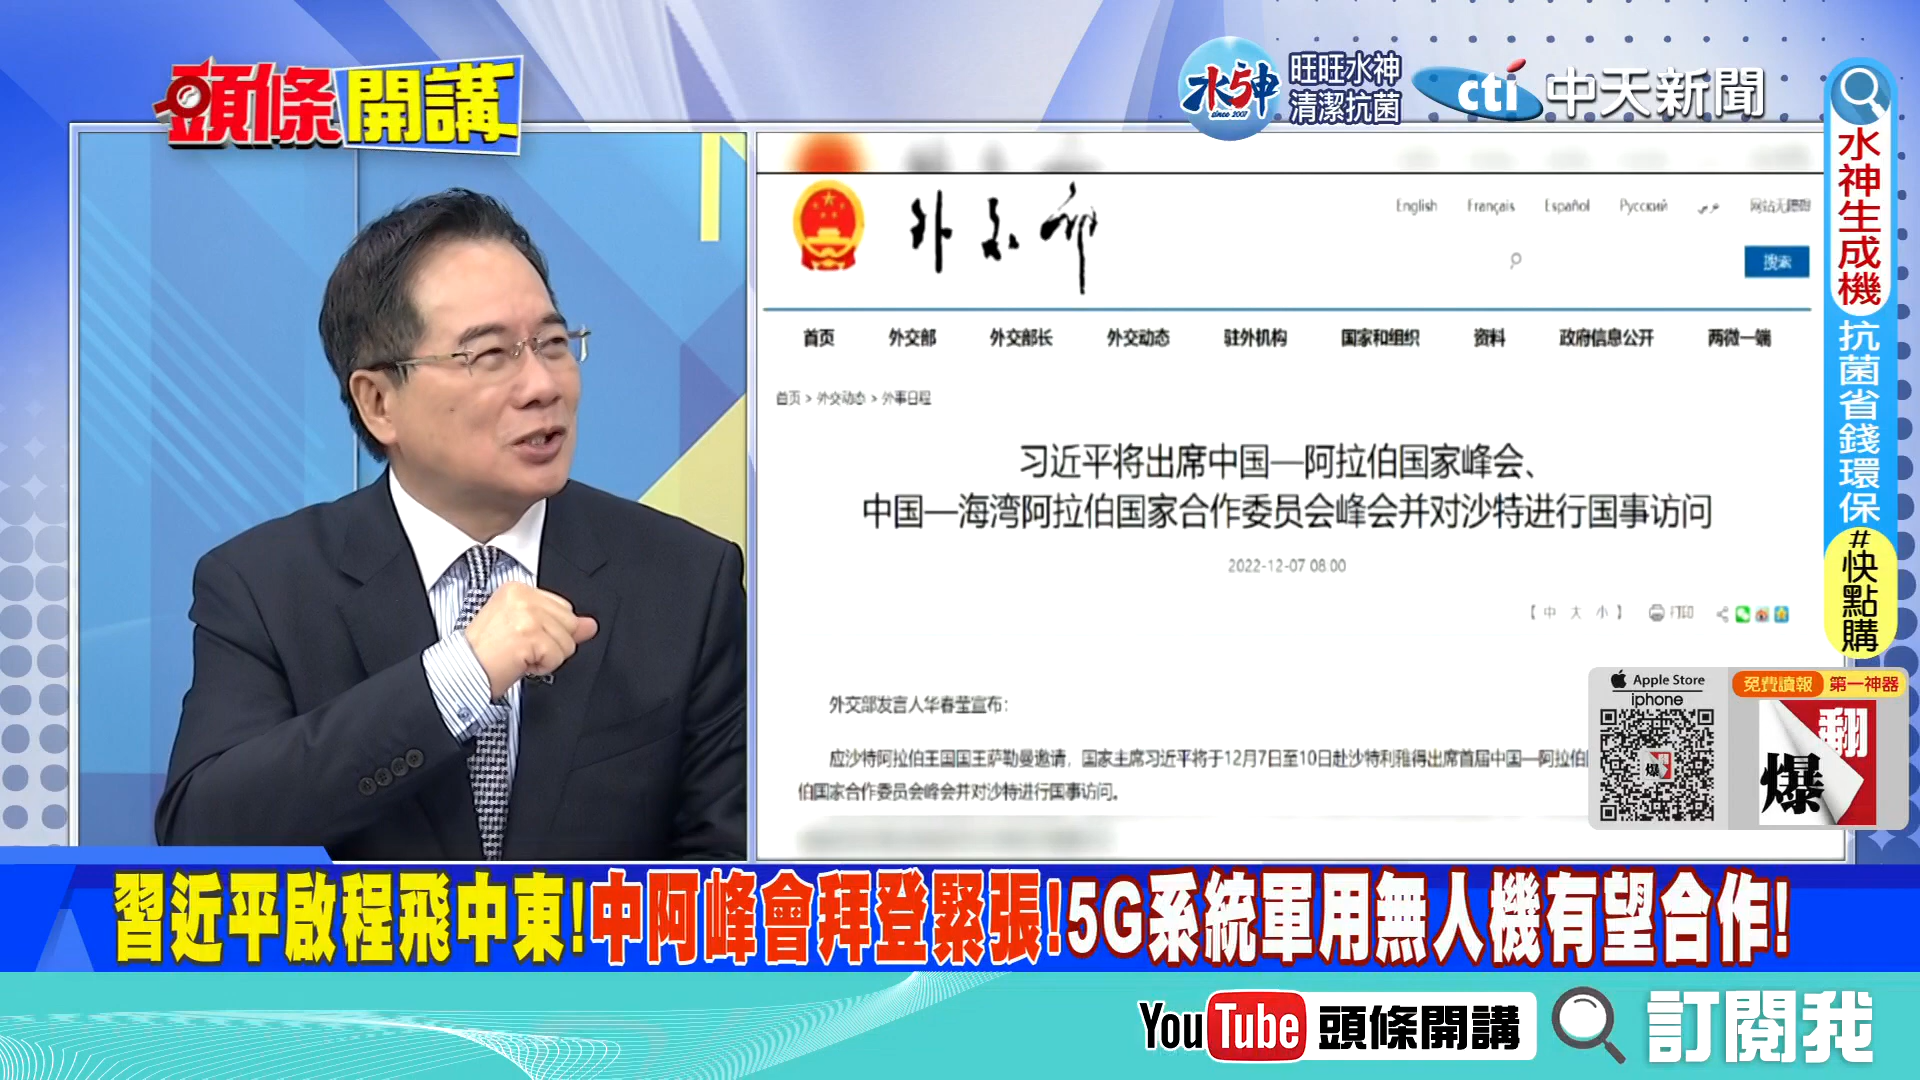 頭條開講
水神
since 2007
旺旺水神
清潔抗菌
cti 中天新聞
水神生成機
抗菌省錢環保
#快點購
外交部
English Français Español Русский عربي 网站无障碍
搜索
首页 外交部 外交部长 外交动态 驻外机构 国家和组织 资料 政府信息公开 两微一端
首页 > 外交动态 > 外事日程
习近平将出席中国—阿拉伯国家峰会、
中国—海湾阿拉伯国家合作委员会峰会并对沙特进行国事访问
2022-12-07 08:00
【 中 大 小 】 打印
外交部发言人华春莹宣布：
应沙特阿拉伯王国国王萨勒曼邀请，国家主席习近平将于12月7日至10日赴沙特利雅得出席首届中国—阿拉伯
伯国家合作委员会峰会并对沙特进行国事访问。
Apple Store
iphone
免費讀報 第一神器
翻爆
習近平啟程飛中東!中阿峰會拜登緊張!5G系統軍用無人機有望合作!
YouTube 頭條開講 訂閱我